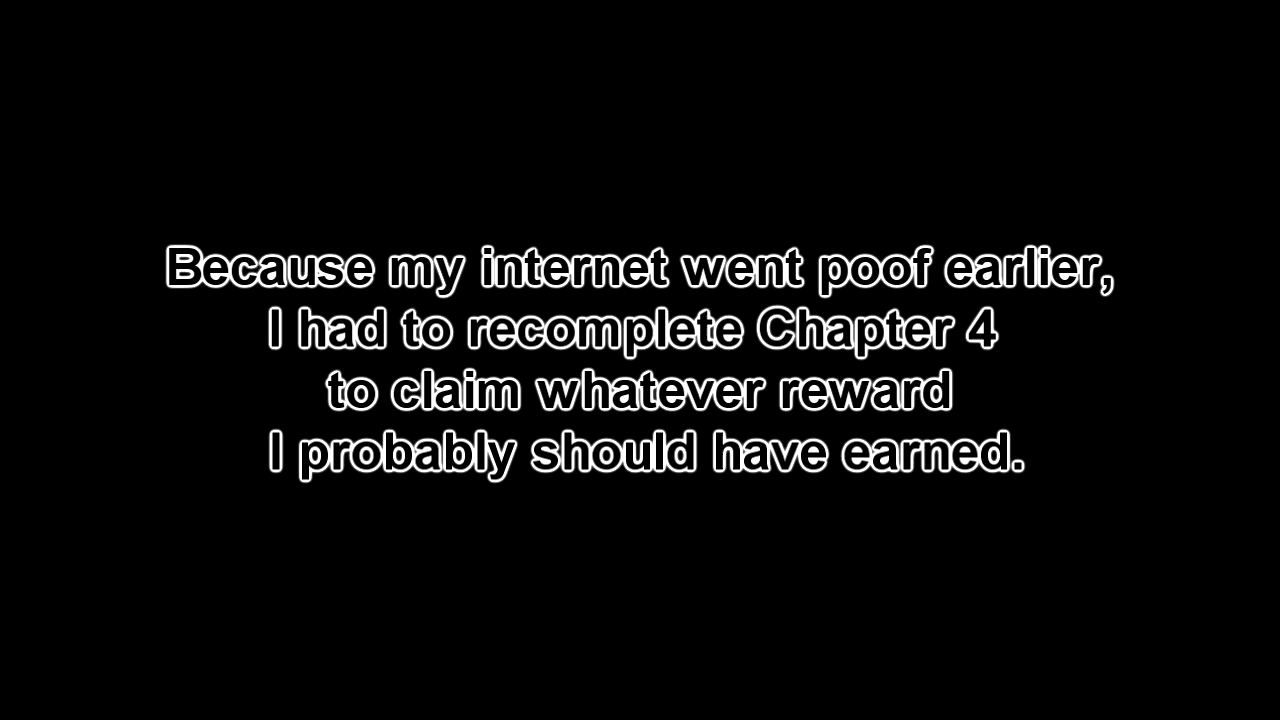 Because my internet went poof earlier,
I had to recomplete Chapter 4
to claim whatever reward
I probably should have earned.